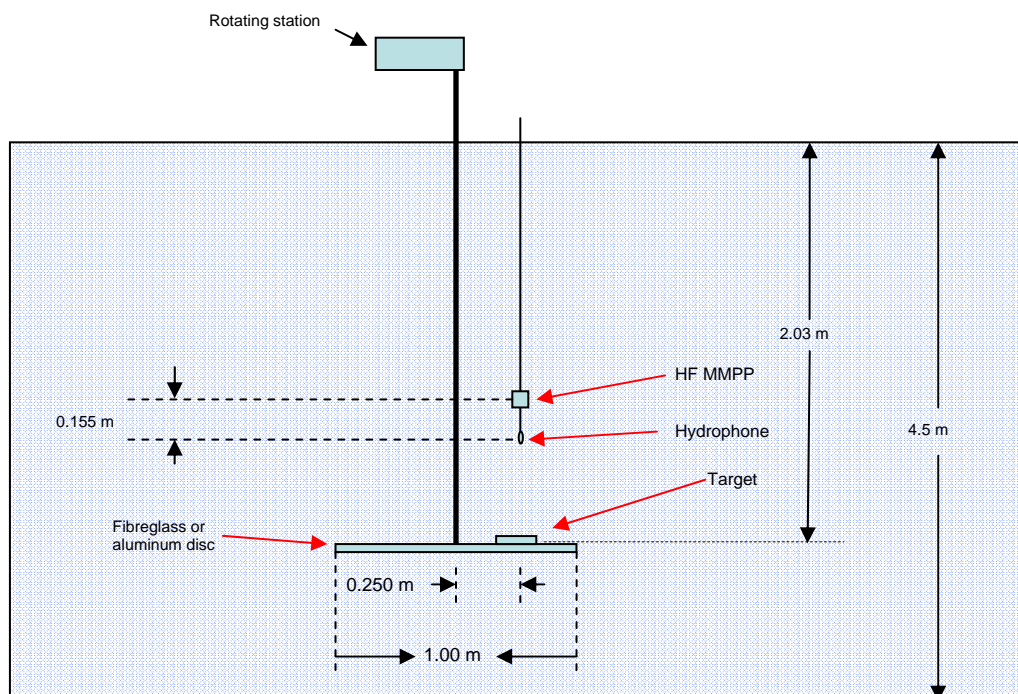 Rotating station
2.03 m
HF MMPP
0.155 m
Hydrophone
4.5 m
Target
Fibreglass or
aluminum disc
0.250 m
1.00 m